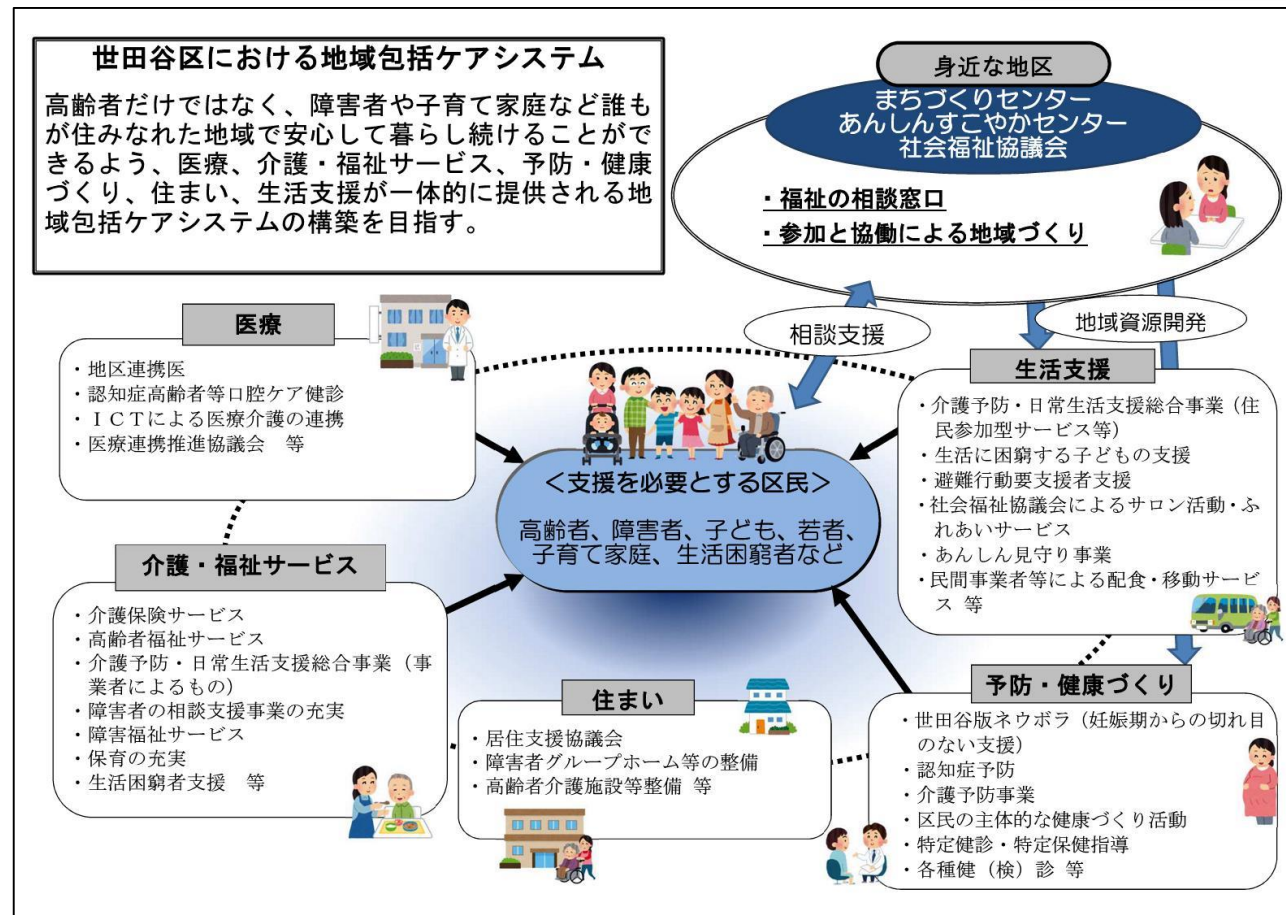 世田谷区における地域包括ケアシステム
高齢者だけではなく、障害者や子育て家庭など誰も
が住みなれた地域で安心して暮らし続けることがで
きるよう、医療、介護・福祉サービス、予防・健康
づくり、住まい、生活支援が一体的に提供される地
域包括ケアシステムの構築を目指す。
身近な地区
まちづくりセンター
あんしんすこやかセンター
社会福祉協議会
・福祉の相談窓口
・参加と協働による地域づくり
相談支援
地域資源開発
医療
・地区連携医
・認知症高齢者等口腔ケア健診
・ＩＣＴによる医療介護の連携
・医療連携推進協議会　等
＜支援を必要とする区民＞
高齢者、障害者、子ども、若者、
子育て家庭、生活困窮者など
生活支援
・介護予防・日常生活支援総合事業（住
民参加型サービス等）
・生活に困窮する子どもの支援
・避難行動要支援者支援
・社会福祉協議会によるサロン活動・ふ
れあいサービス
・あんしん見守り事業
・民間事業者等による配食・移動サービ
ス 等
介護・福祉サービス
・介護保険サービス
・高齢者福祉サービス
・介護予防・日常生活支援総合事業（事
業者によるもの）
・障害者の相談支援事業の充実
・障害福祉サービス
・保育の充実
・生活困窮者支援　等
住まい
・居住支援協議会
・障害者グループホーム等の整備
・高齢者介護施設等整備 等
予防・健康づくり
・世田谷版ネウボラ（妊娠期からの切れ目
のない支援）
・認知症予防
・介護予防事業
・区民の主体的な健康づくり活動
・特定健診・特定保健指導
・各種健（検）診 等